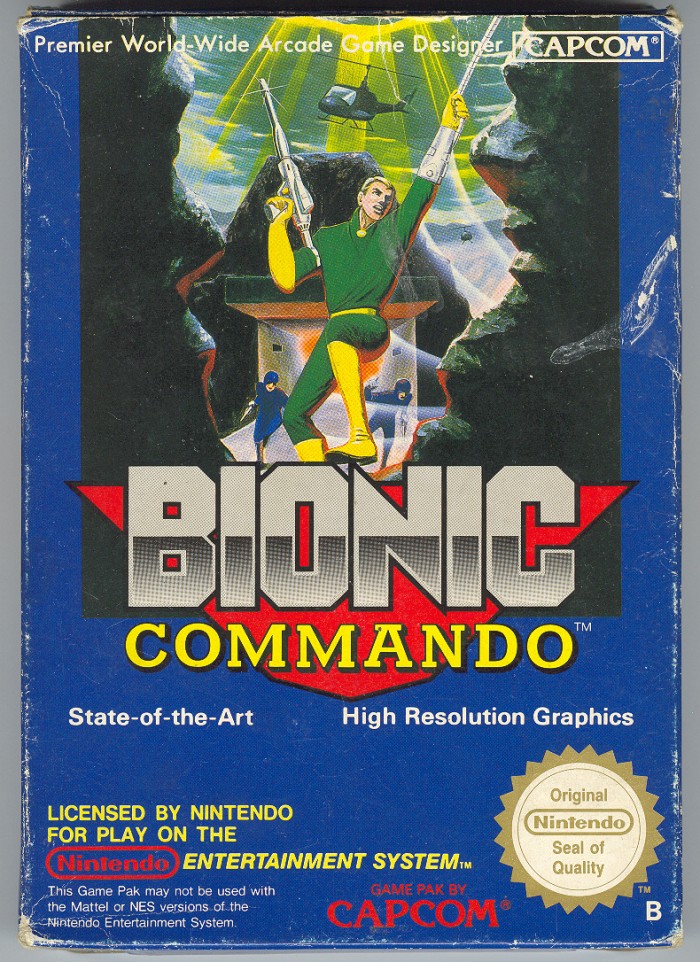 Premier World-Wide Arcade Game Designer CAPCOM®
BIONIC
COMMANDO™
State-of-the-Art High Resolution Graphics
LICENSED BY NINTENDO
FOR PLAY ON THE
Nintendo ENTERTAINMENT SYSTEM™
This Game Pak may not be used with
the Mattel or NES versions of the
Nintendo Entertainment System.
GAME PAK BY
CAPCOM®
Original
Nintendo
Seal of
Quality
™
B